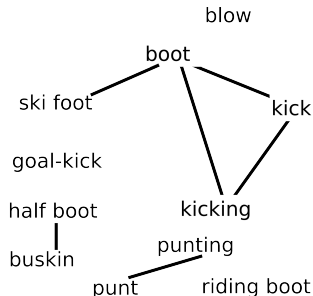 blow
boot
ski foot
kick
goal-kick
half boot
kicking
punting
buskin
punt
riding boot